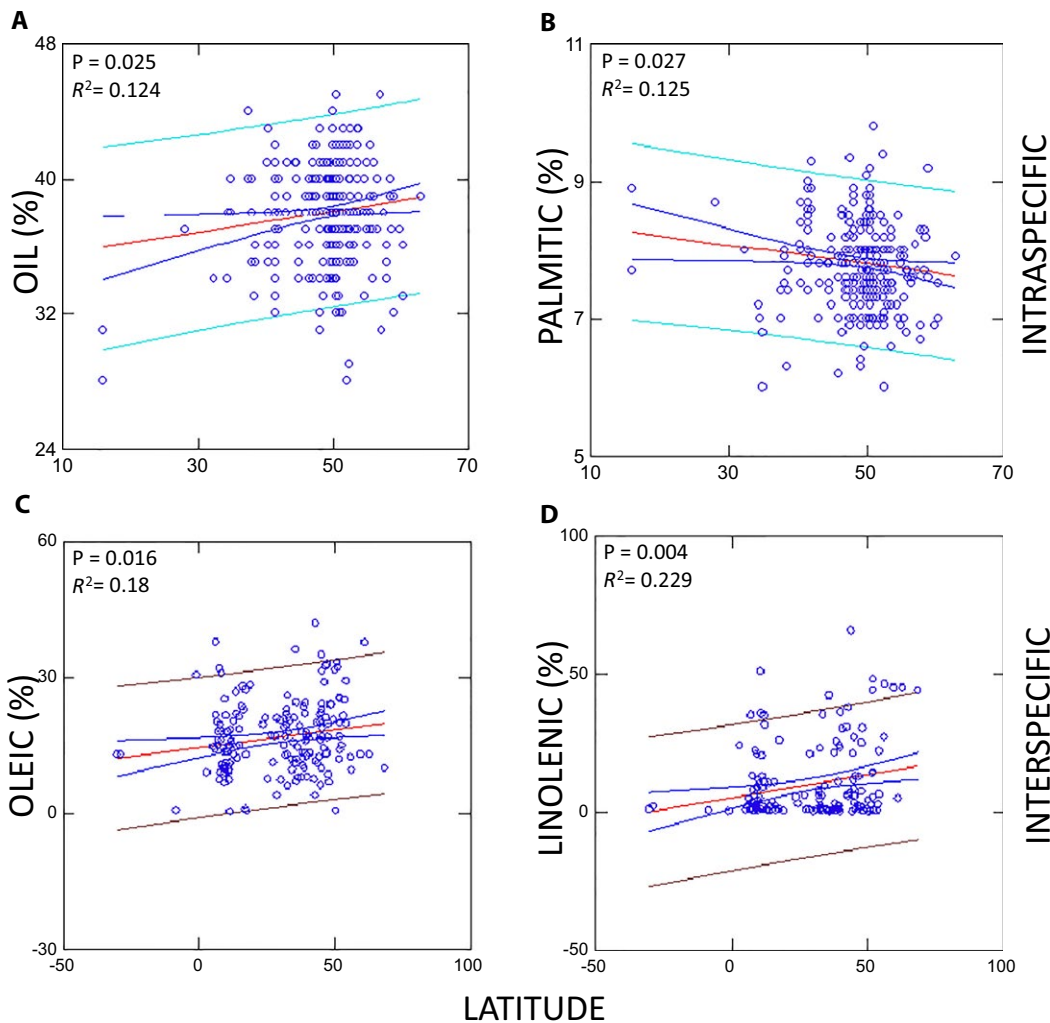 A
48
P = 0.025
R²= 0.124
40
OIL (%)
32
24
10 30 50 70
B
11
P = 0.027
R²= 0.125
9
PALMITIC (%)
7
5
10 30 50 70
INTRASPECIFIC
C
60
P = 0.016
R²= 0.18
30
OLEIC (%)
0
-30
-50 0 50 100
D
100
P = 0.004
R²= 0.229
50
LINOLENIC (%)
0
-50
-50 0 50 100
INTERSPECIFIC
LATITUDE